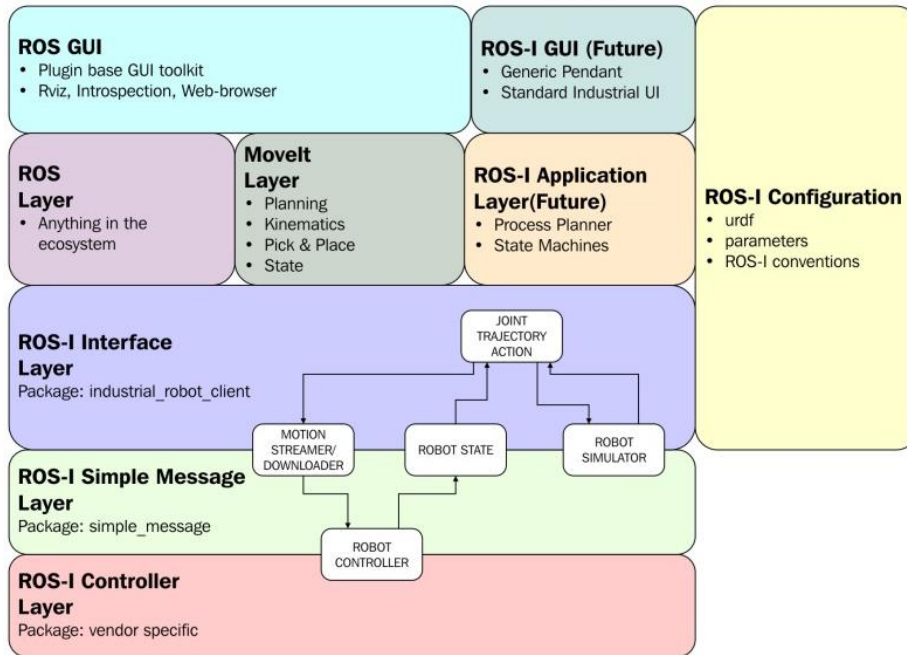 ROS GUI
• Plugin base GUI toolkit
• Rviz, Introspection, Web-browser
ROS-I GUI (Future)
• Generic Pendant
• Standard Industrial UI
ROS
Layer
• Anything in the
ecosystem
MoveIt
Layer
• Planning
• Kinematics
• Pick & Place
• State
ROS-I Application
Layer(Future)
• Process Planner
• State Machines
ROS-I Configuration
• urdf
• parameters
• ROS-I conventions
ROS-I Interface
Layer
Package: industrial_robot_client
JOINT
TRAJECTORY
ACTION
MOTION
STREAMER/
DOWNLOADER
ROBOT STATE
ROBOT
SIMULATOR
ROS-I Simple Message
Layer
Package: simple_message
ROBOT
CONTROLLER
ROS-I Controller
Layer
Package: vendor specific